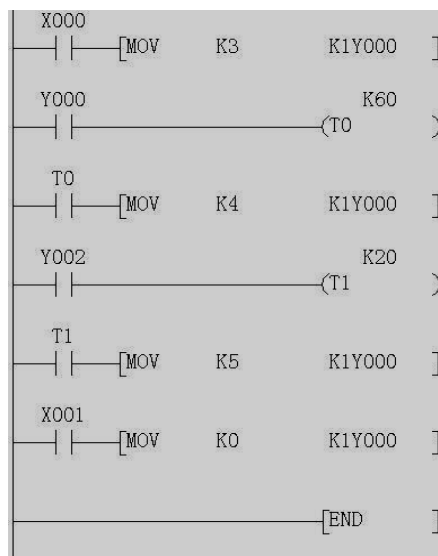 X000
[MOV K3 K1Y000 ]
Y000 K60
(T0 )
T0
[MOV K4 K1Y000 ]
Y002 K20
(T1 )
T1
[MOV K5 K1Y000 ]
X001
[MOV K0 K1Y000 ]
[END ]